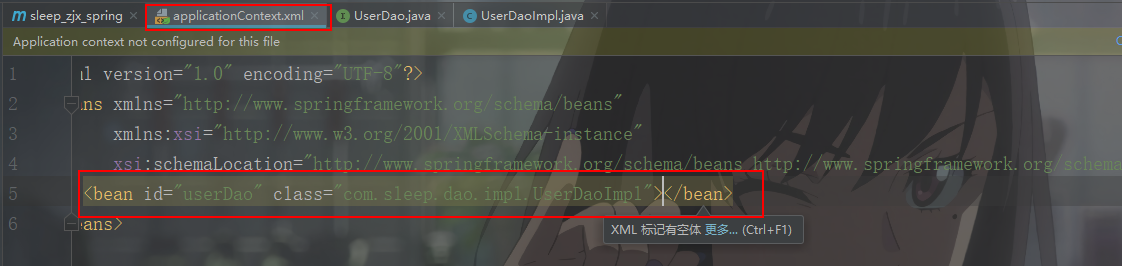 sleep_zjx_spring applicationContext.xml UserDao.java UserDaoImpl.java
Application context not configured for this file
1 al version="1.0" encoding="UTF-8"?>
2 ans xmlns="http://www.springframework.org/schema/beans"
3 xmlns:xsi="http://www.w3.org/2001/XMLSchema-instance"
4 xsi:schemaLocation="http://www.springframework.org/schema/beans http://www.springframework.org/schema
5 <bean id="userDao" class="com.sleep.dao.impl.UserDaoImpl"></bean>
6 eans>
XML 标记有空体 更多... (Ctrl+F1)